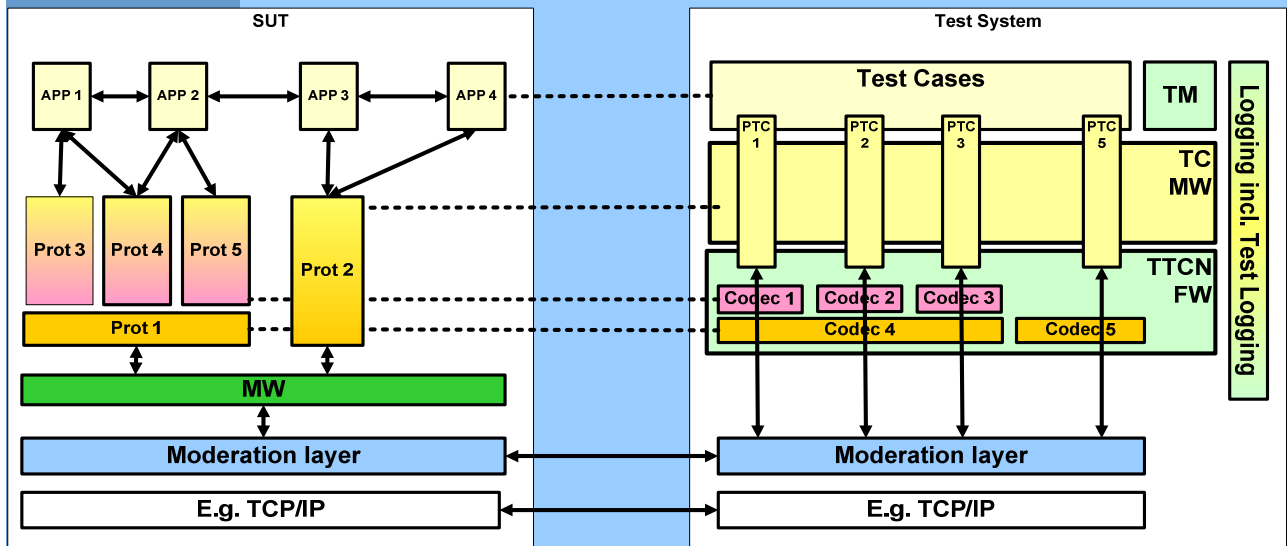 SUT
Test System
APP 1
APP 2
APP 3
APP 4
Test Cases
TM
Logging incl. Test Logging
PTC
1
PTC
2
PTC
3
PTC
5
TC
MW
Prot 3
Prot 4
Prot 5
Prot 2
TTCN
FW
Codec 1
Codec 2
Codec 3
Prot 1
Codec 4
Codec 5
MW
Moderation layer
Moderation layer
E.g. TCP/IP
E.g. TCP/IP